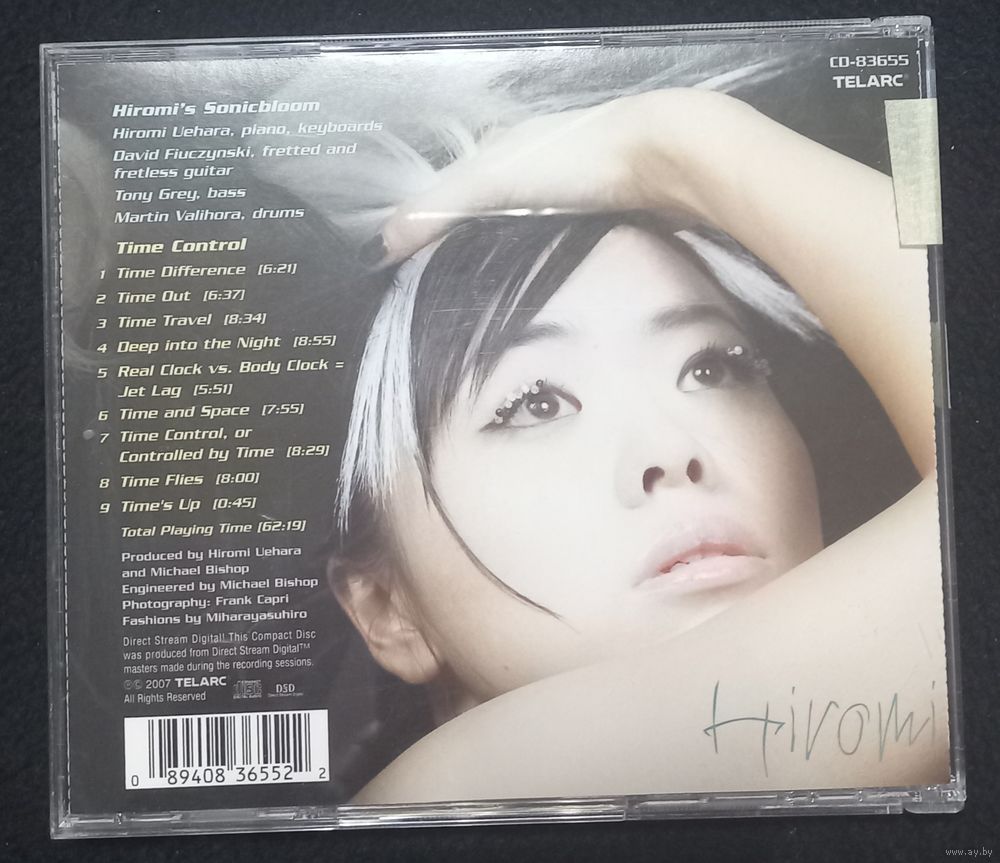 CD-83655
TELARC
Hiromi's Sonicbloom
Hiromi Uehara, piano, keyboards
David Fiuczynski, fretted and
fretless guitar
Tony Grey, bass
Martin Valihora, drums
Time Control
1 Time Difference [6:21]
2 Time Out [6:37]
3 Time Travel [8:34]
4 Deep into the Night [8:55]
5 Real Clock vs. Body Clock =
Jet Lag [5:51]
6 Time and Space [7:55]
7 Time Control, or
Controlled by Time [8:29]
8 Time Flies [8:00]
9 Time's Up [0:45]
Total Playing Time [62:19]
Produced by Hiromi Uehara
and Michael Bishop
Engineered by Michael Bishop
Photography: Frank Capri
Fashions by Miharayasuhiro
Direct Stream Digital! This Compact Disc
was produced from Direct Stream Digital™
masters made during the recording sessions.
℗© 2007 TELARC
All Rights Reserved
DSD
Direct Stream Digital
0 89408 36552 2
Hiromi
www.ay.by